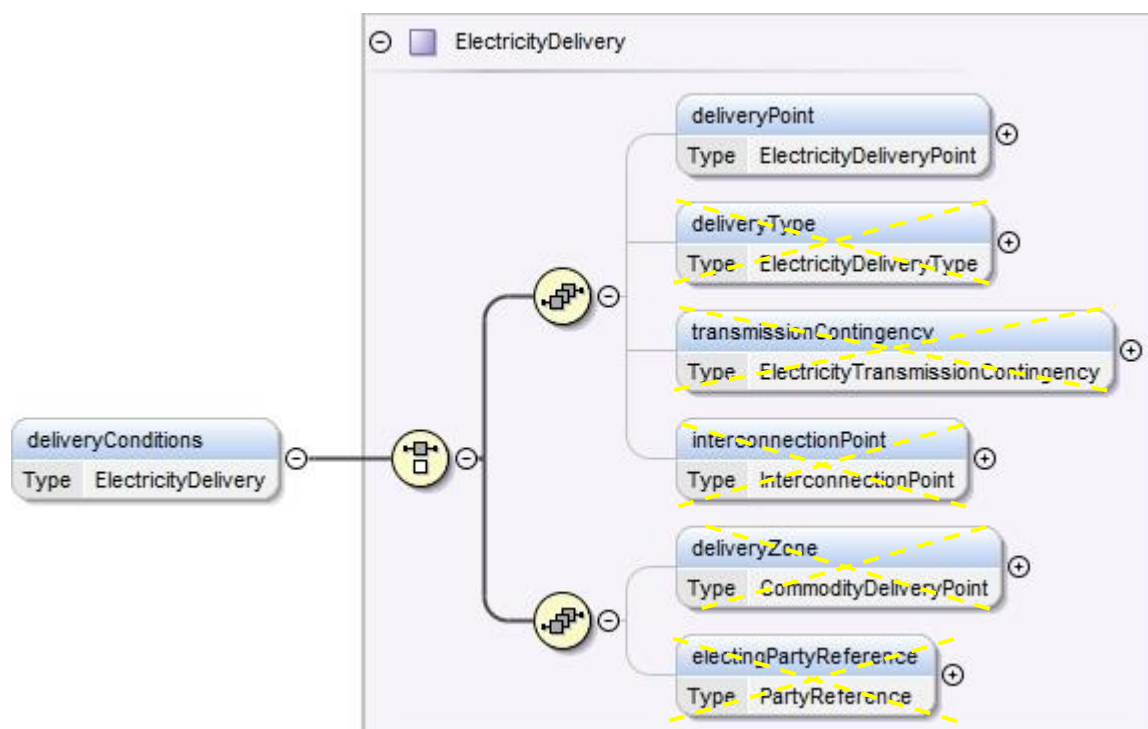 ElectricityDelivery
deliveryPoint
Type ElectricityDeliveryPoint
deliveryType
Type ElectricityDeliveryType
transmissionContingency
Type ElectricityTransmissionContingency
deliveryConditions
Type ElectricityDelivery
interconnectionPoint
Type InterconnectionPoint
deliveryZone
Type CommodityDeliveryPoint
electingPartyReference
Type PartyReference